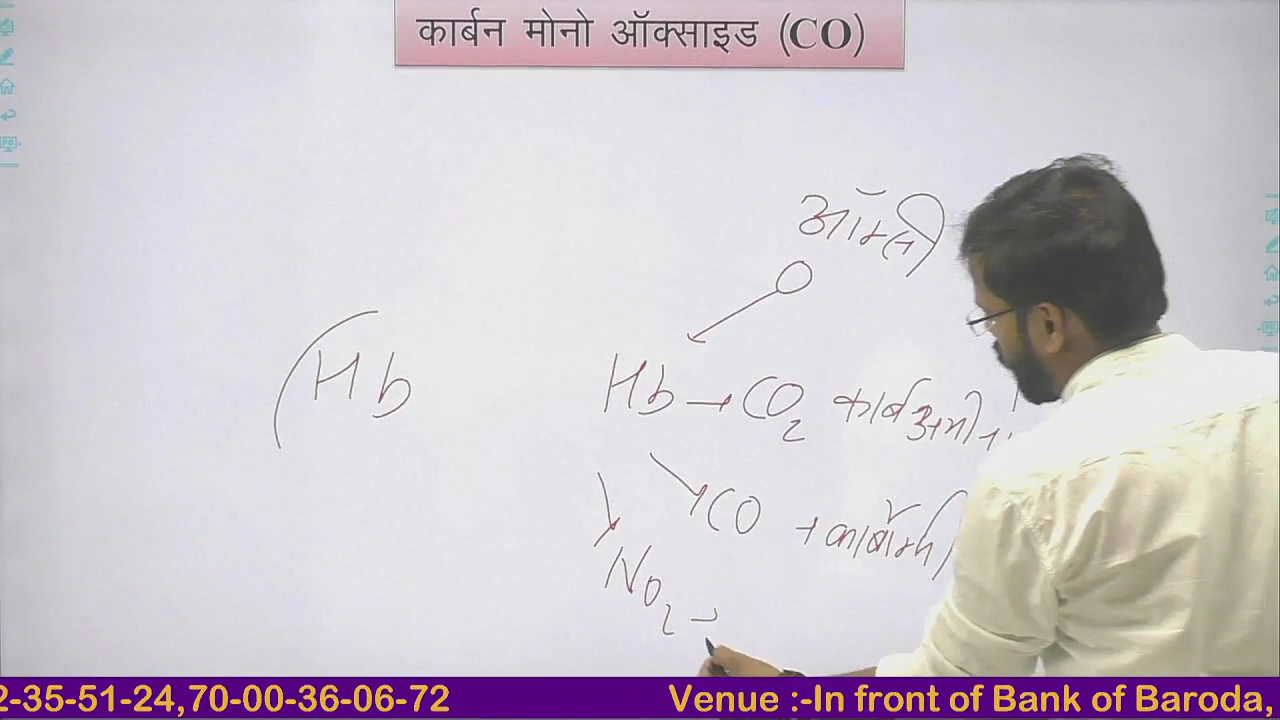 कार्बन मोनो ऑक्साइड (CO)
ऑक्सी
O
Hb
Hb → CO2 कार्बअमीनो
CO → कार्बोक्सी
NO2 →
2-35-51-24,70-00-36-06-72 Venue :-In front of Bank of Baroda,